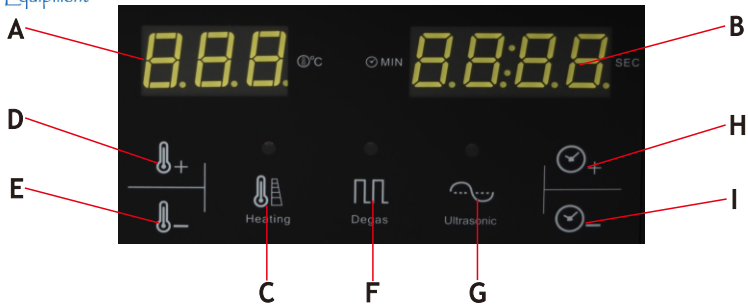 Equipment
A
B
888
°C
MIN
88:88
SEC
D
H
E
I
Heating
Degas
Ultrasonic
C
F
G